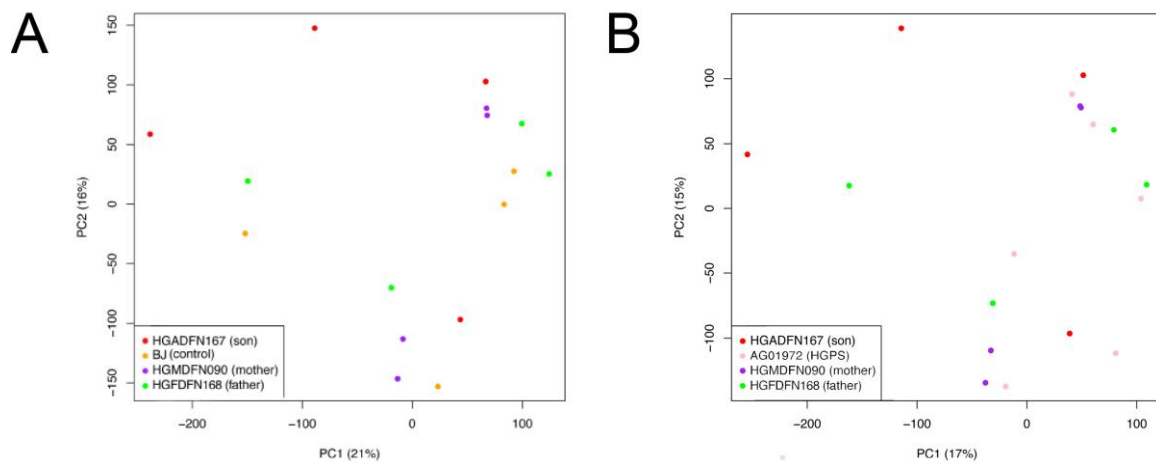 A
B
150
100
50
0
−50
−100
−150
PC2 (16%)
−200
−100
0
100
PC1 (21%)
HGADFN167 (son)
BJ (control)
HGMDFN090 (mother)
HGFDFN168 (father)
100
50
0
−50
−100
PC2 (15%)
−200
−100
0
100
PC1 (17%)
HGADFN167 (son)
AG01972 (HGPS)
HGMDFN090 (mother)
HGFDFN168 (father)